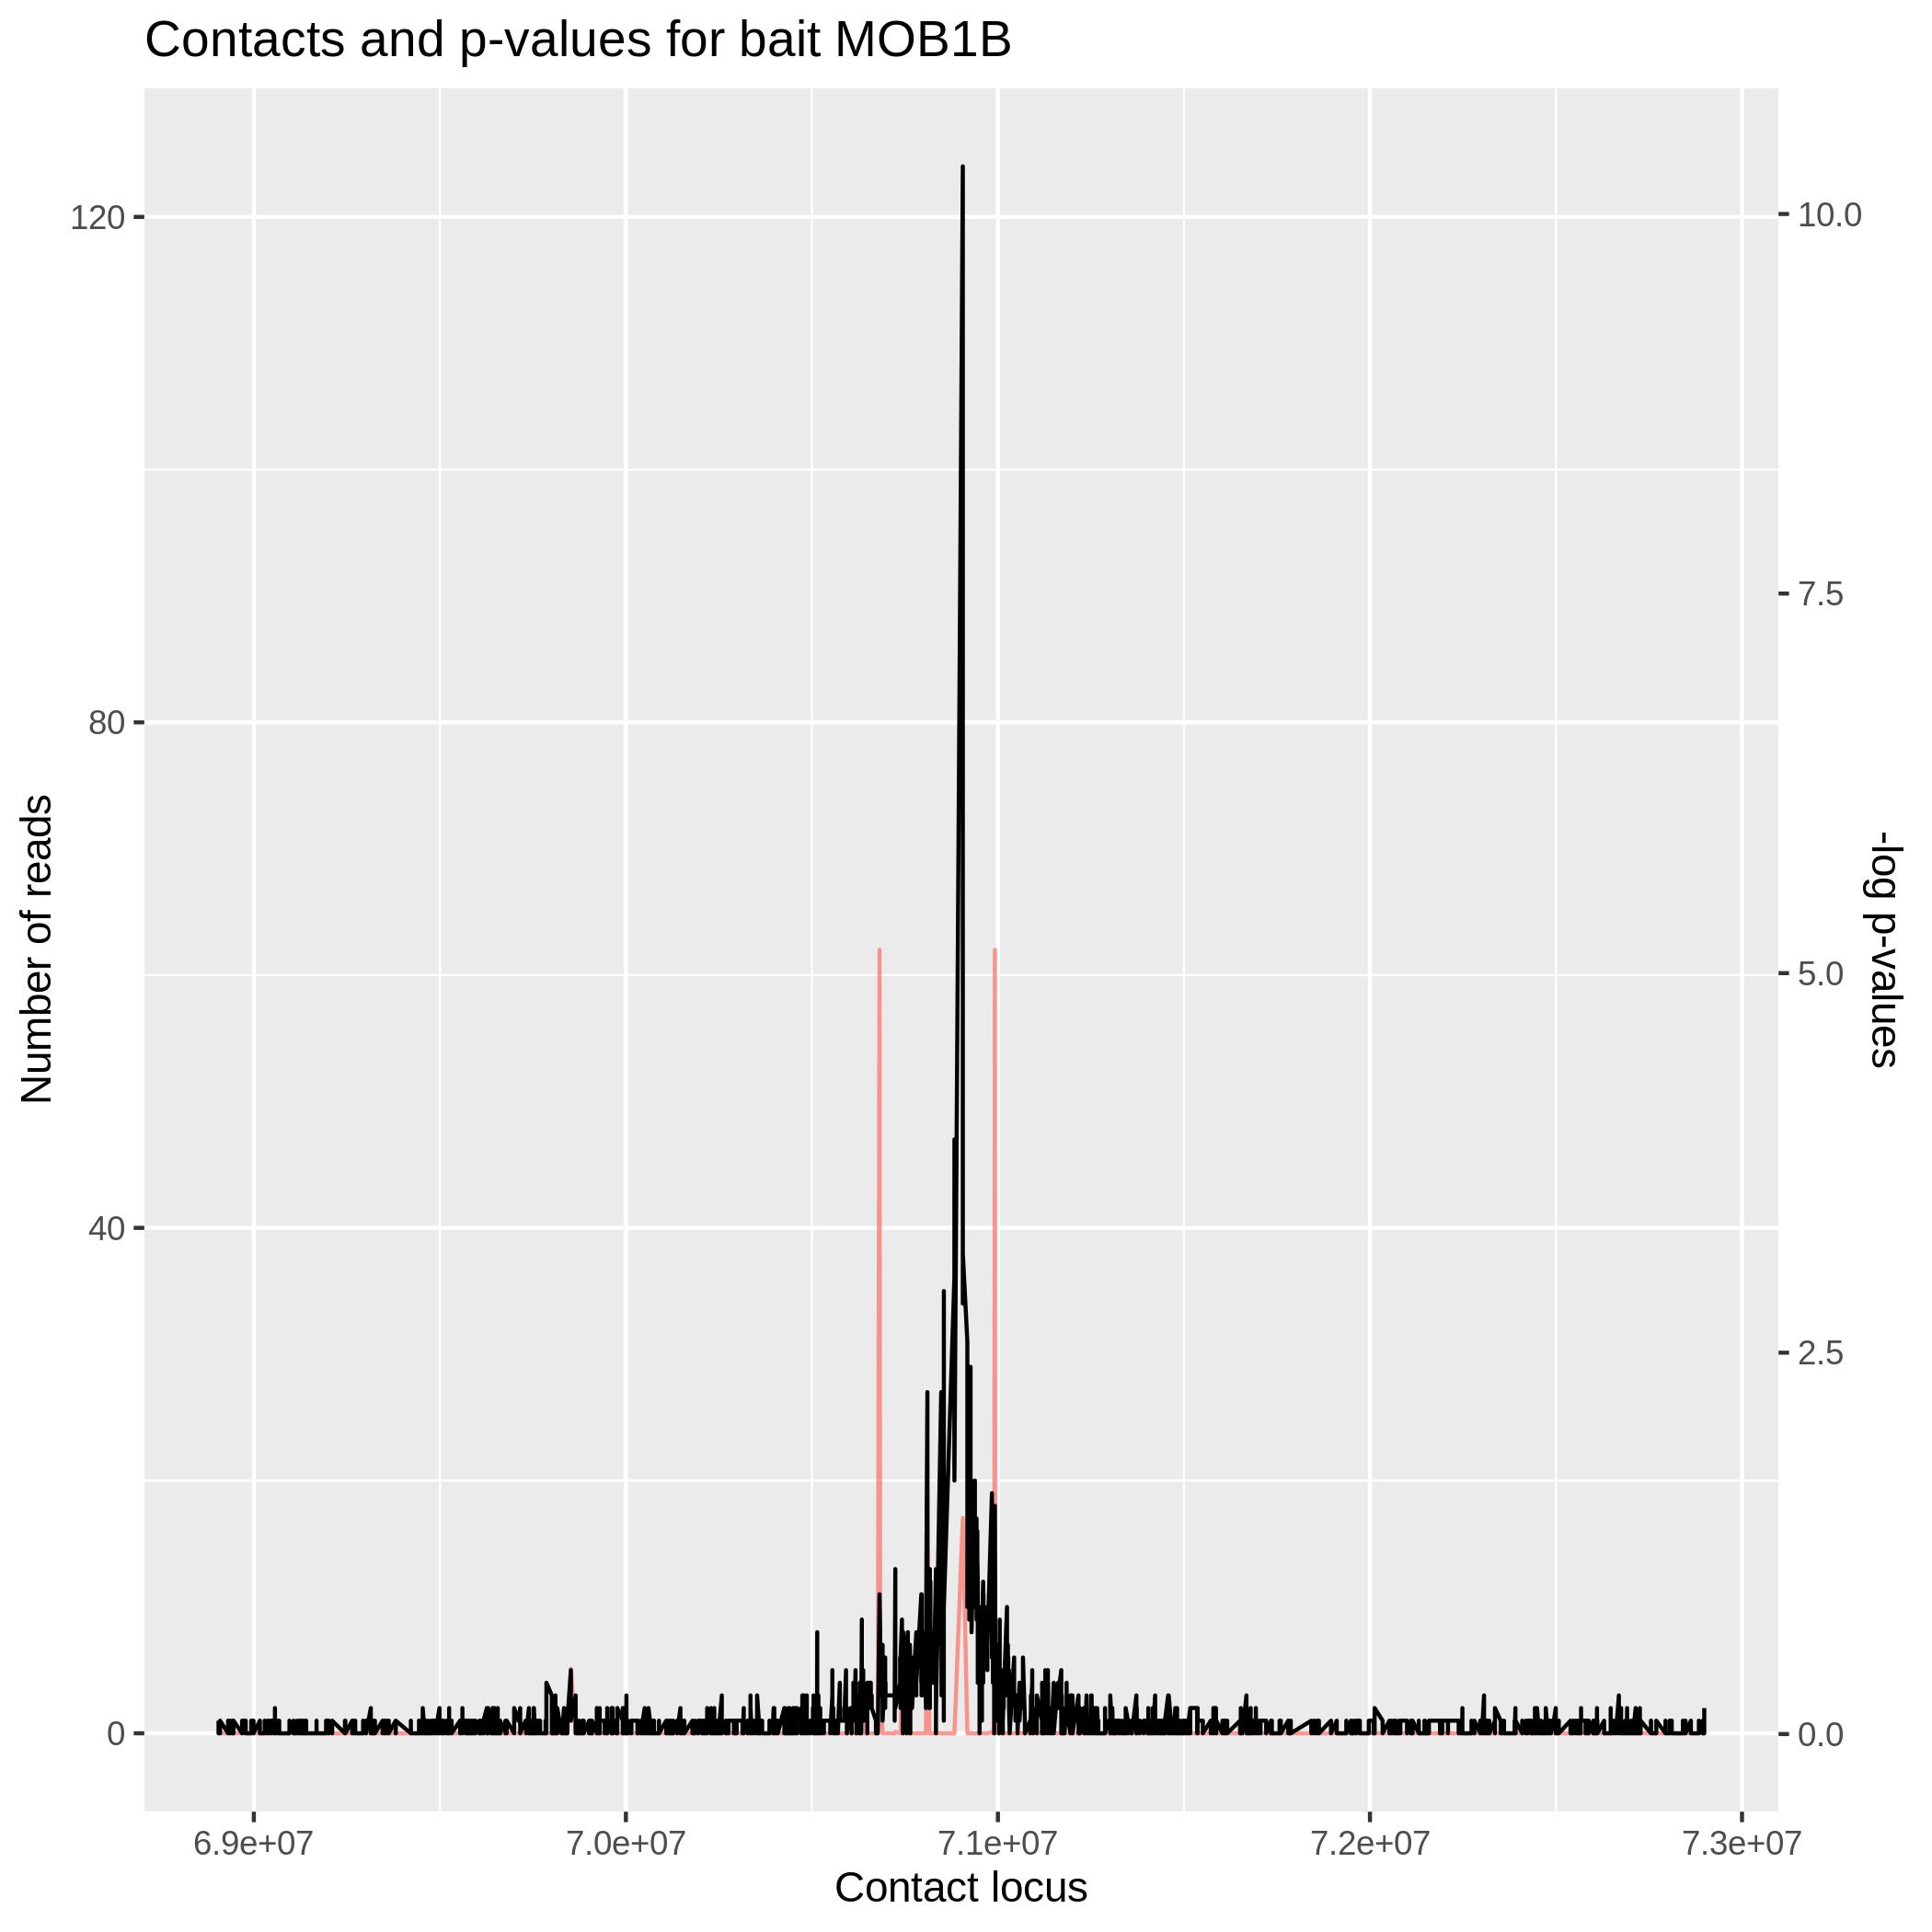 Contacts and p-values for bait MOB1B
120
80
40
0
Number of reads
10.0
7.5
5.0
2.5
0.0
-log p-values
6.9e+07
7.0e+07
7.1e+07
7.2e+07
7.3e+07
Contact locus